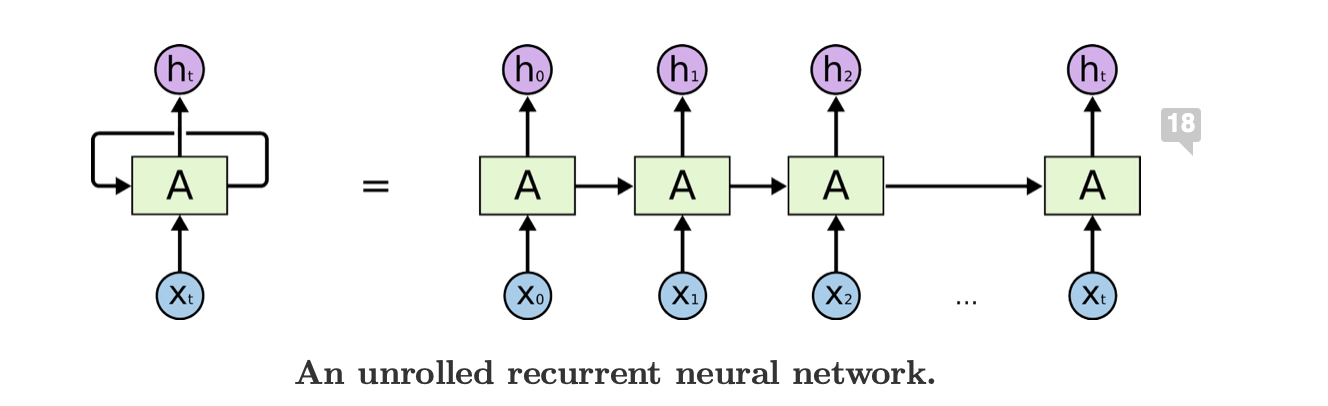 hₜ h₀ h₁ h₂ hₜ
18
A = A A A A
xₜ x₀ x₁ x₂ ... xₜ
An unrolled recurrent neural network.